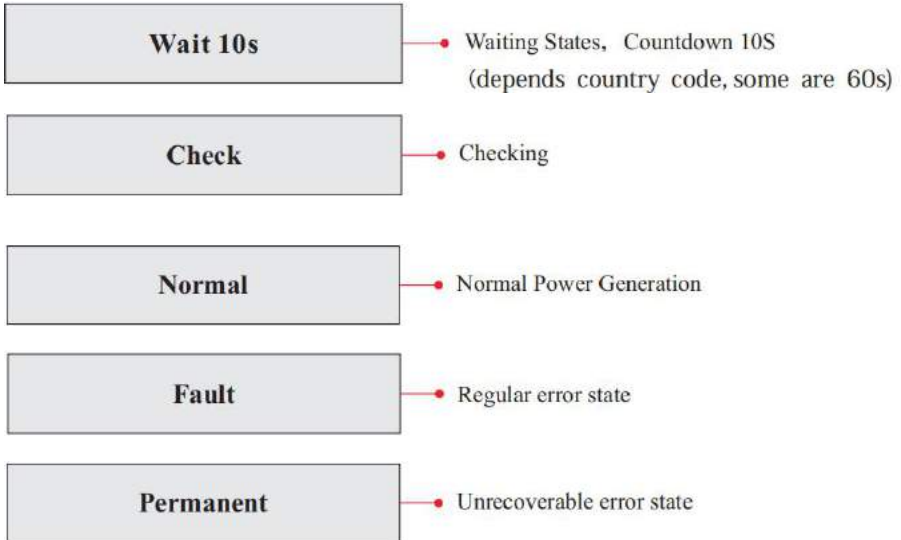 Wait 10s
Waiting States, Countdown 10S
(depends country code, some are 60s)
Check
Checking
Normal
Normal Power Generation
Fault
Regular error state
Permanent
Unrecoverable error state